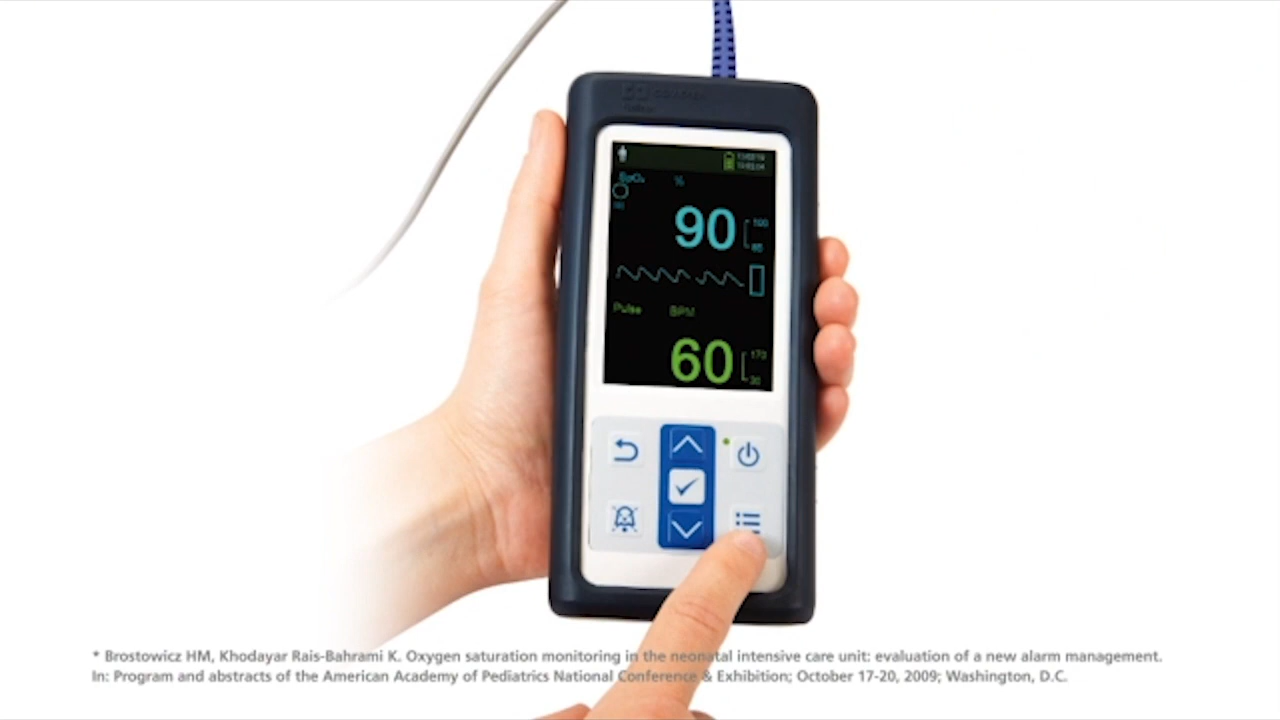 SpO₂ %
90
100
85
Pulse BPM
60
170
30
* Brostowicz HM, Khodayar Rais-Bahrami K. Oxygen saturation monitoring in the neonatal intensive care unit: evaluation of a new alarm management.
In: Program and abstracts of the American Academy of Pediatrics National Conference & Exhibition; October 17-20, 2009; Washington, D.C.